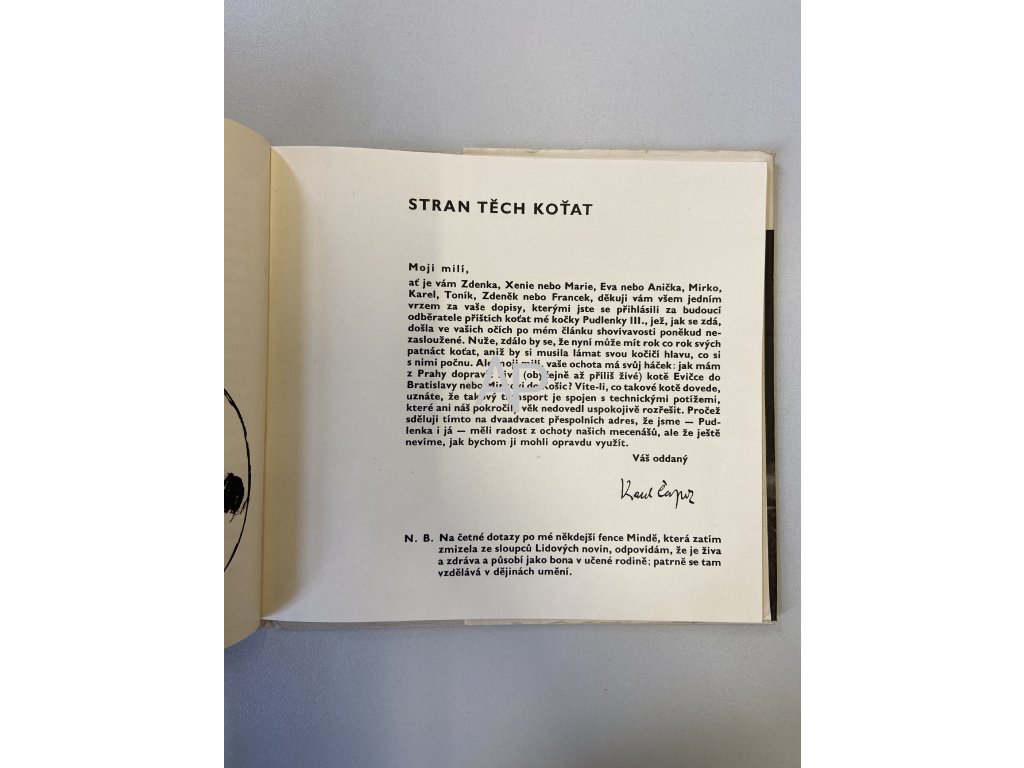 STRAN TĚCH KOŤAT
Moji milí,
ať je vám Zdenka, Xenie nebo Marie, Eva nebo Anička, Mirko,
Karel, Toník, Zdeněk nebo Francek, děkuji vám všem jedním
vrzem za vaše dopisy, kterými jste se přihlásili za budoucí
odběratele příštích koťat mé kočky Pudlenky III., jež, jak se zdá,
došla ve vašich očích po mém článku shovívavosti poněkud ne-
zasloužené. Nuže, zdálo by se, že nyní může mít rok co rok svých
patnáct koťat, aniž by si musila lámat svou kočičí hlavu, co si
s nimi počnu. Ale moji milí, vaše ochota má svůj háček: jak mám
z Prahy dopravit živé (obyčejně až příliš živé) kotě Evičce do
Bratislavy nebo Mirkovi do Košic? Víte-li, co takové kotě dovede,
uznáte, že takový transport je spojen s technickými potížemi,
které ani náš pokročilý věk nedovedl uspokojivě rozřešit. Pročež
sděluji tímto na dvaadvacet přespolních adres, že jsme — Pud-
lenka i já — měli radost z ochoty našich mecenášů, ale že ještě
nevíme, jak bychom ji mohli opravdu využít.
Váš oddaný
Karel Čapek
N. B. Na četné dotazy po mé někdejší fence Mindě, která zatím
zmizela ze sloupců Lidových novin, odpovídám, že je živa
a zdráva a působí jako bona v učené rodině; patrně se tam
vzdělává v dějinách umění.
AP